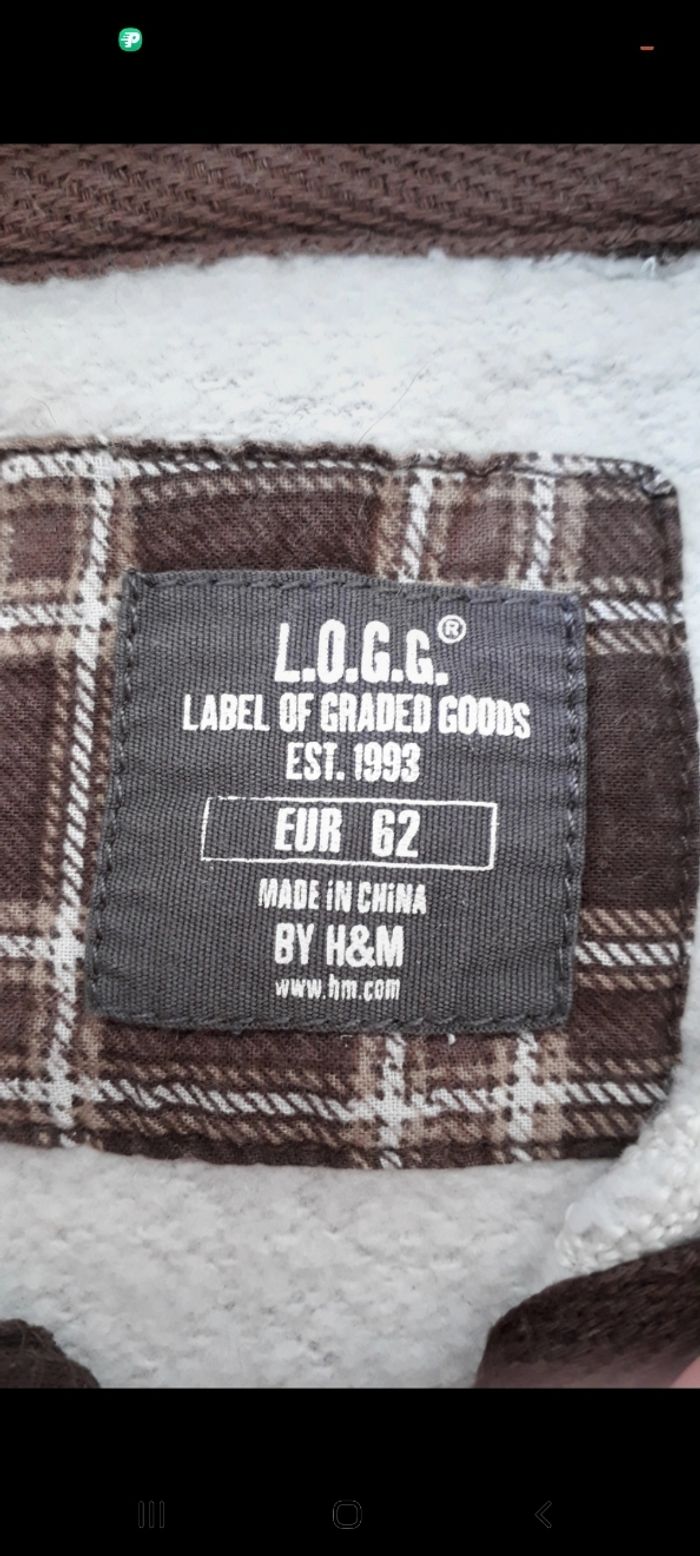 L.O.G.G.®
LABEL OF GRADED GOODS
EST. 1993
EUR 62
MADE IN CHINA
BY H&M
www.hm.com